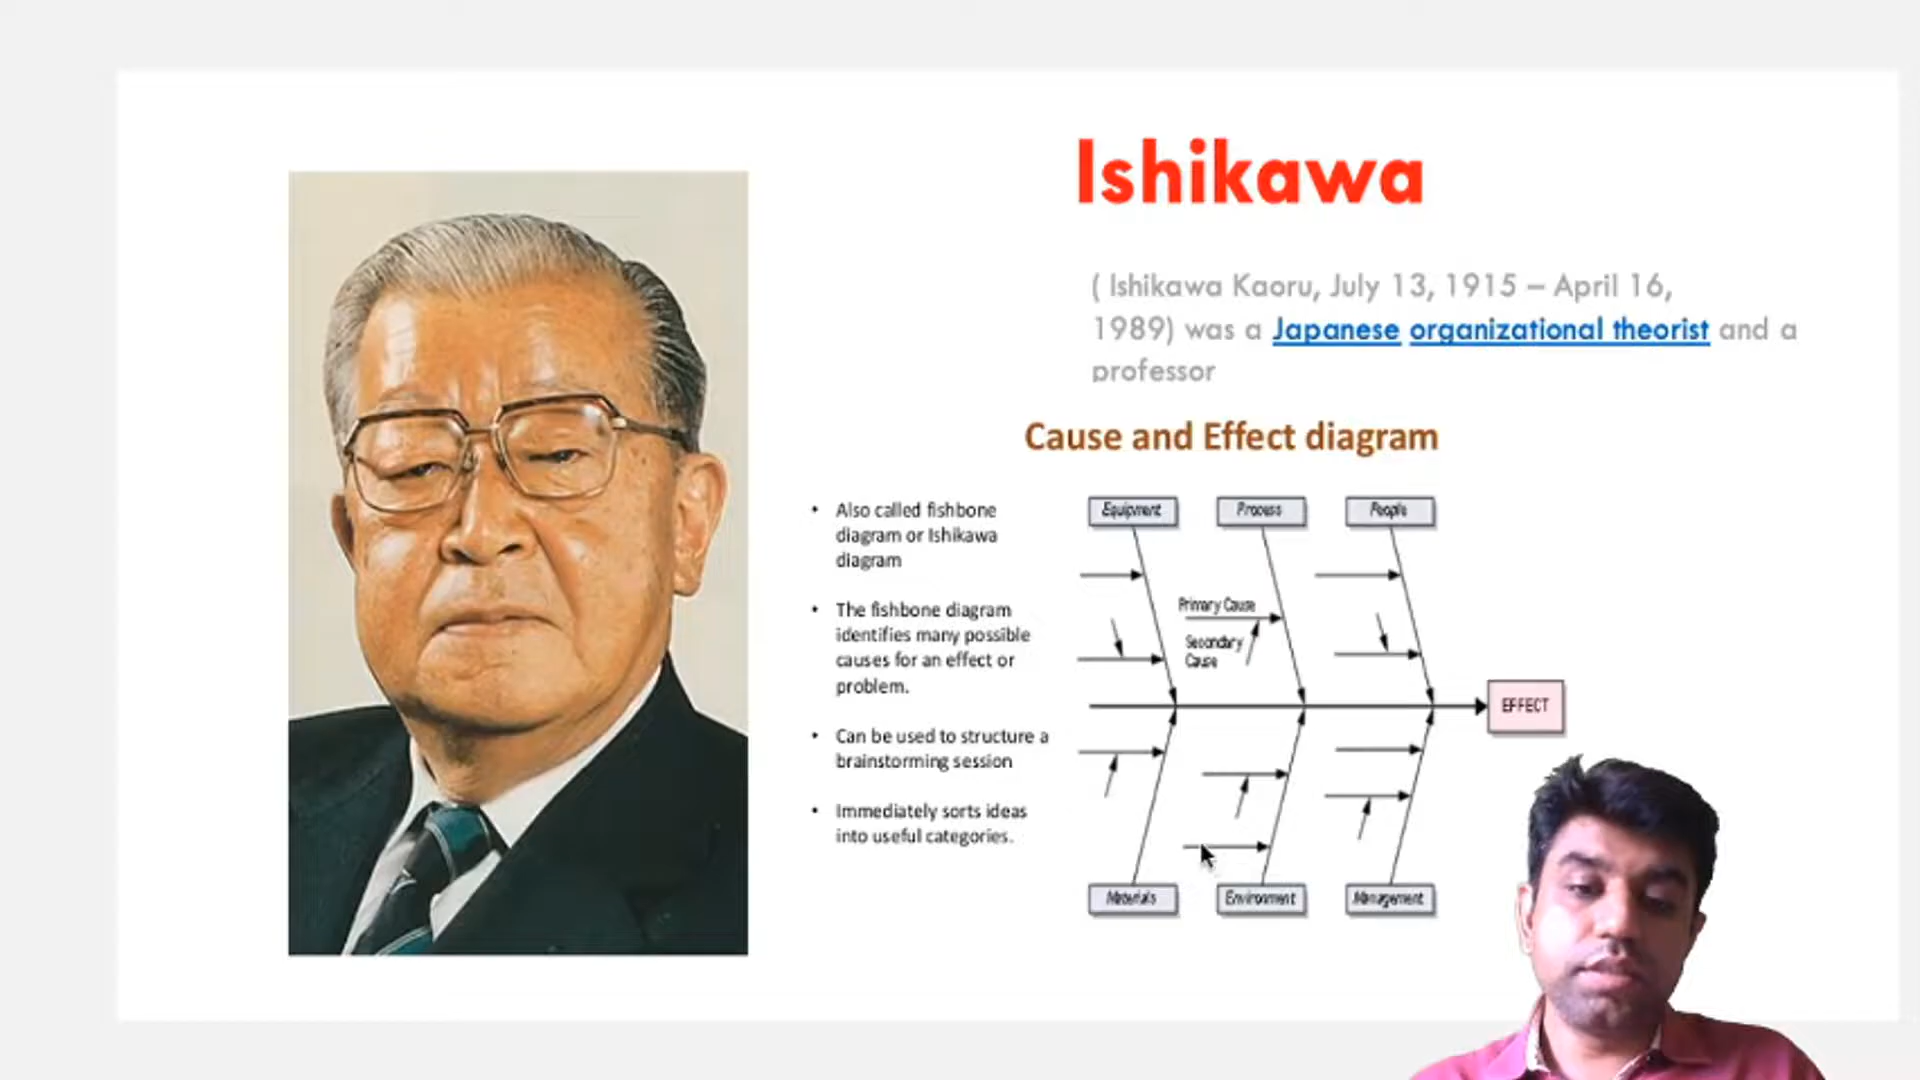 Ishikawa
( Ishikawa Kaoru, July 13, 1915 – April 16,
1989) was a Japanese organizational theorist and a
professor
Cause and Effect diagram
• Also called fishbone
diagram or Ishikawa
diagram
• The fishbone diagram
identifies many possible
causes for an effect or
problem.
• Can be used to structure a
brainstorming session
• Immediately sorts ideas
into useful categories.
Equipment
Process
People
Primary Cause
Secondary
Cause
EFFECT
Materials
Environment
Management